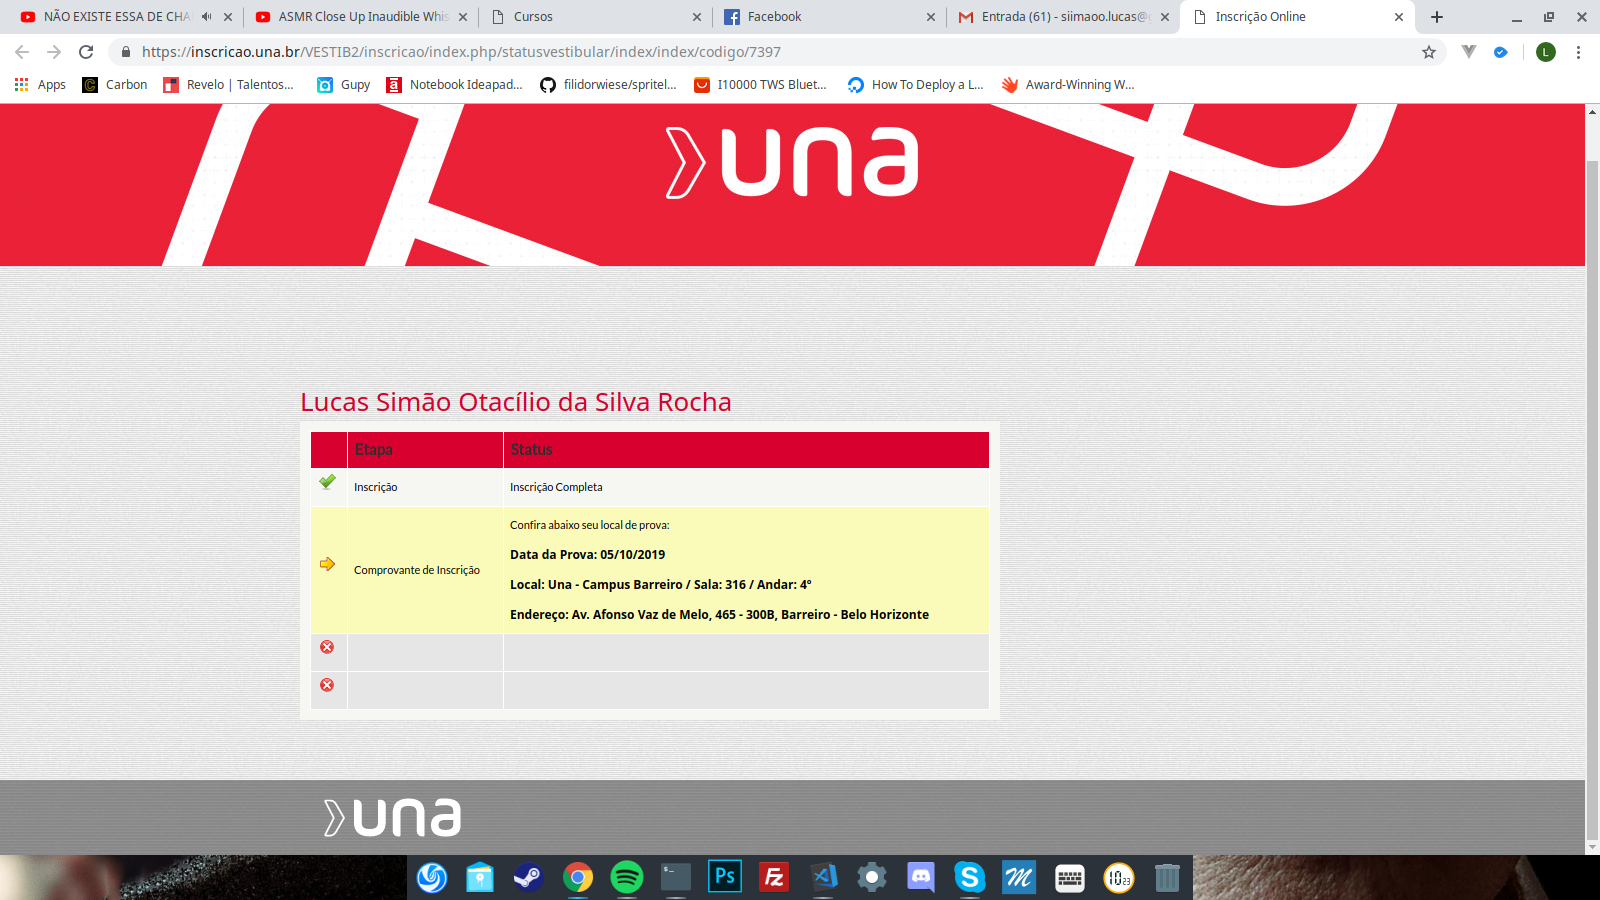 NÃO EXISTE ESSA DE CHA
ASMR Close Up Inaudible Whis
Cursos
Facebook
Entrada (61) - siimaoo.lucas@g
Inscrição Online
https://inscricao.una.br/VESTIB2/inscricao/index.php/statusvestibular/index/index/codigo/7397
L
Apps
Carbon
Revelo | Talentos...
Gupy
Notebook Ideapad...
filidorwiese/spritel...
I10000 TWS Bluet...
How To Deploy a L...
Award-Winning W...
una
Lucas Simão Otacílio da Silva Rocha
Etapa Status
Inscrição Inscrição Completa
Confira abaixo seu local de prova:
Data da Prova: 05/10/2019
Comprovante de Inscrição
Local: Una - Campus Barreiro / Sala: 316 / Andar: 4º
Endereço: Av. Afonso Vaz de Melo, 465 - 300B, Barreiro - Belo Horizonte
una
Ps
Fz
S
M
10 23